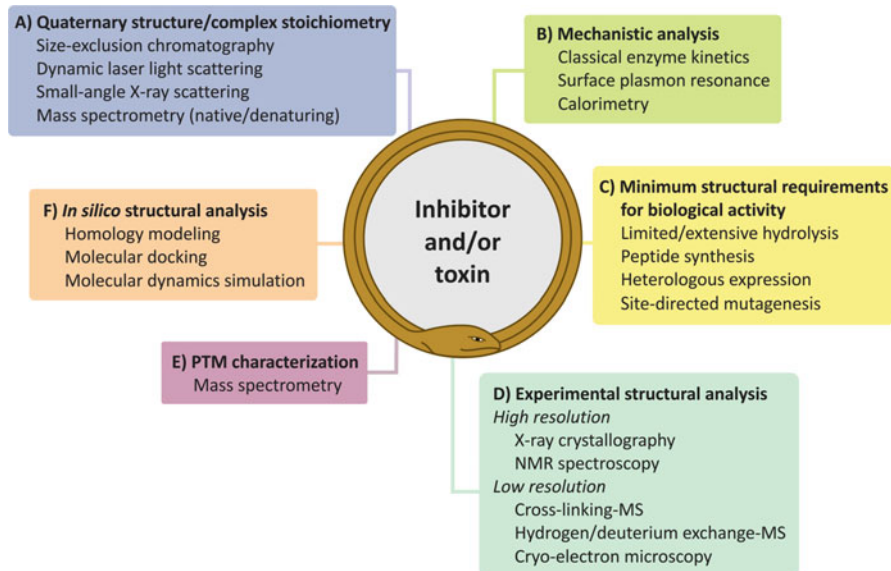 A) Quaternary structure/complex stoichiometry
Size-exclusion chromatography
Dynamic laser light scattering
Small-angle X-ray scattering
Mass spectrometry (native/denaturing)
B) Mechanistic analysis
Classical enzyme kinetics
Surface plasmon resonance
Calorimetry
C) Minimum structural requirements
for biological activity
Limited/extensive hydrolysis
Peptide synthesis
Heterologous expression
Site-directed mutagenesis
F) In silico structural analysis
Homology modeling
Molecular docking
Molecular dynamics simulation
Inhibitor
and/or
toxin
E) PTM characterization
Mass spectrometry
D) Experimental structural analysis
High resolution
X-ray crystallography
NMR spectroscopy
Low resolution
Cross-linking-MS
Hydrogen/deuterium exchange-MS
Cryo-electron microscopy